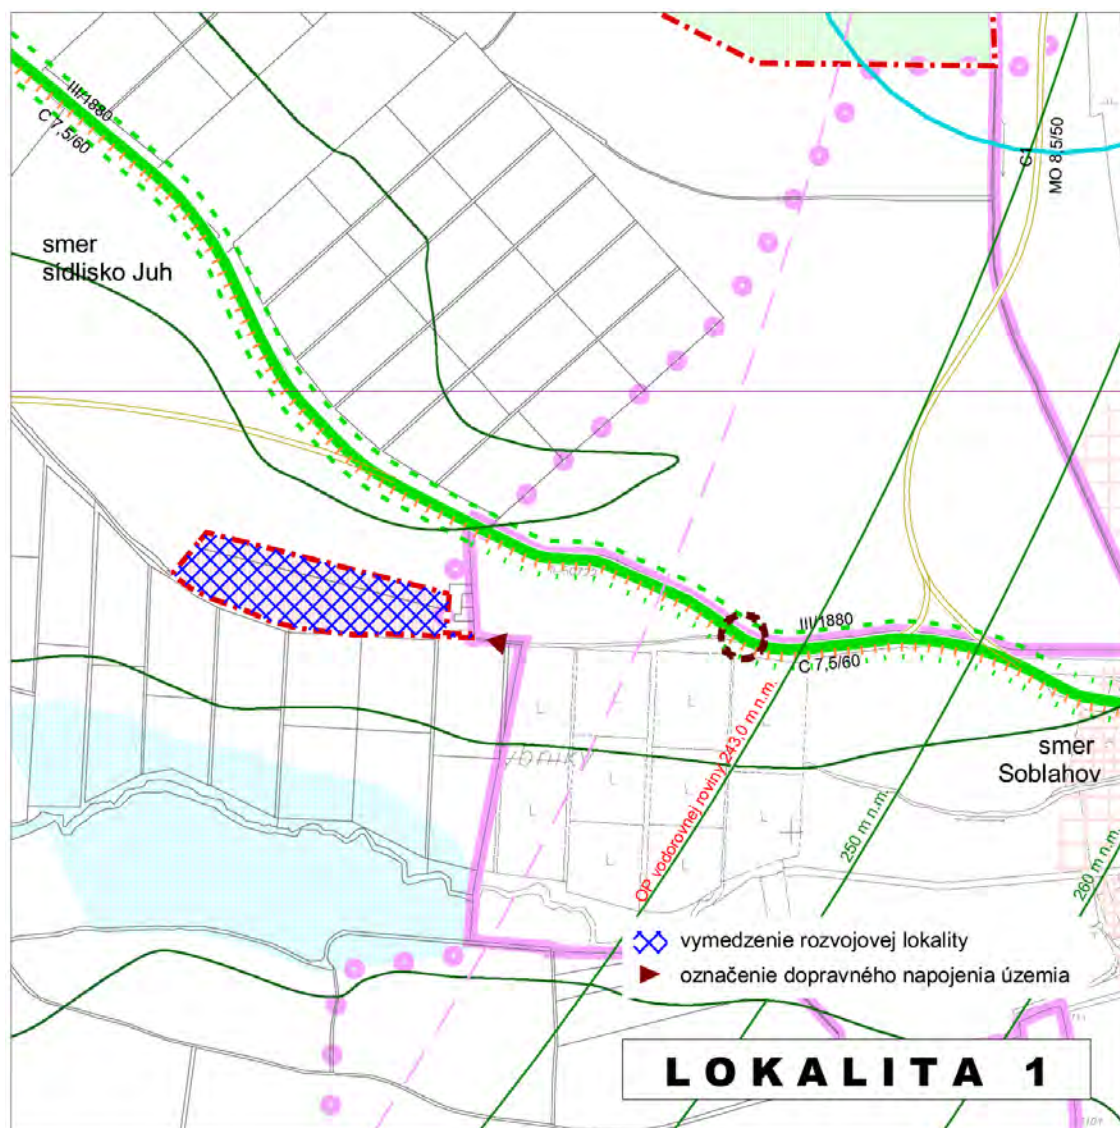 III/1880
C 7,5/60
C1
MO 8,5/50
smer
sídlisko Juh
III/1880
C 7,5/60
L
L
L
L
L
L
L
smer
Soblahov
OP vodorovnej roviny 243,0 m n.m.
250 m n.m.
260 m n.m.
vymedzenie rozvojovej lokality
označenie dopravného napojenia územia
LOKALITA 1